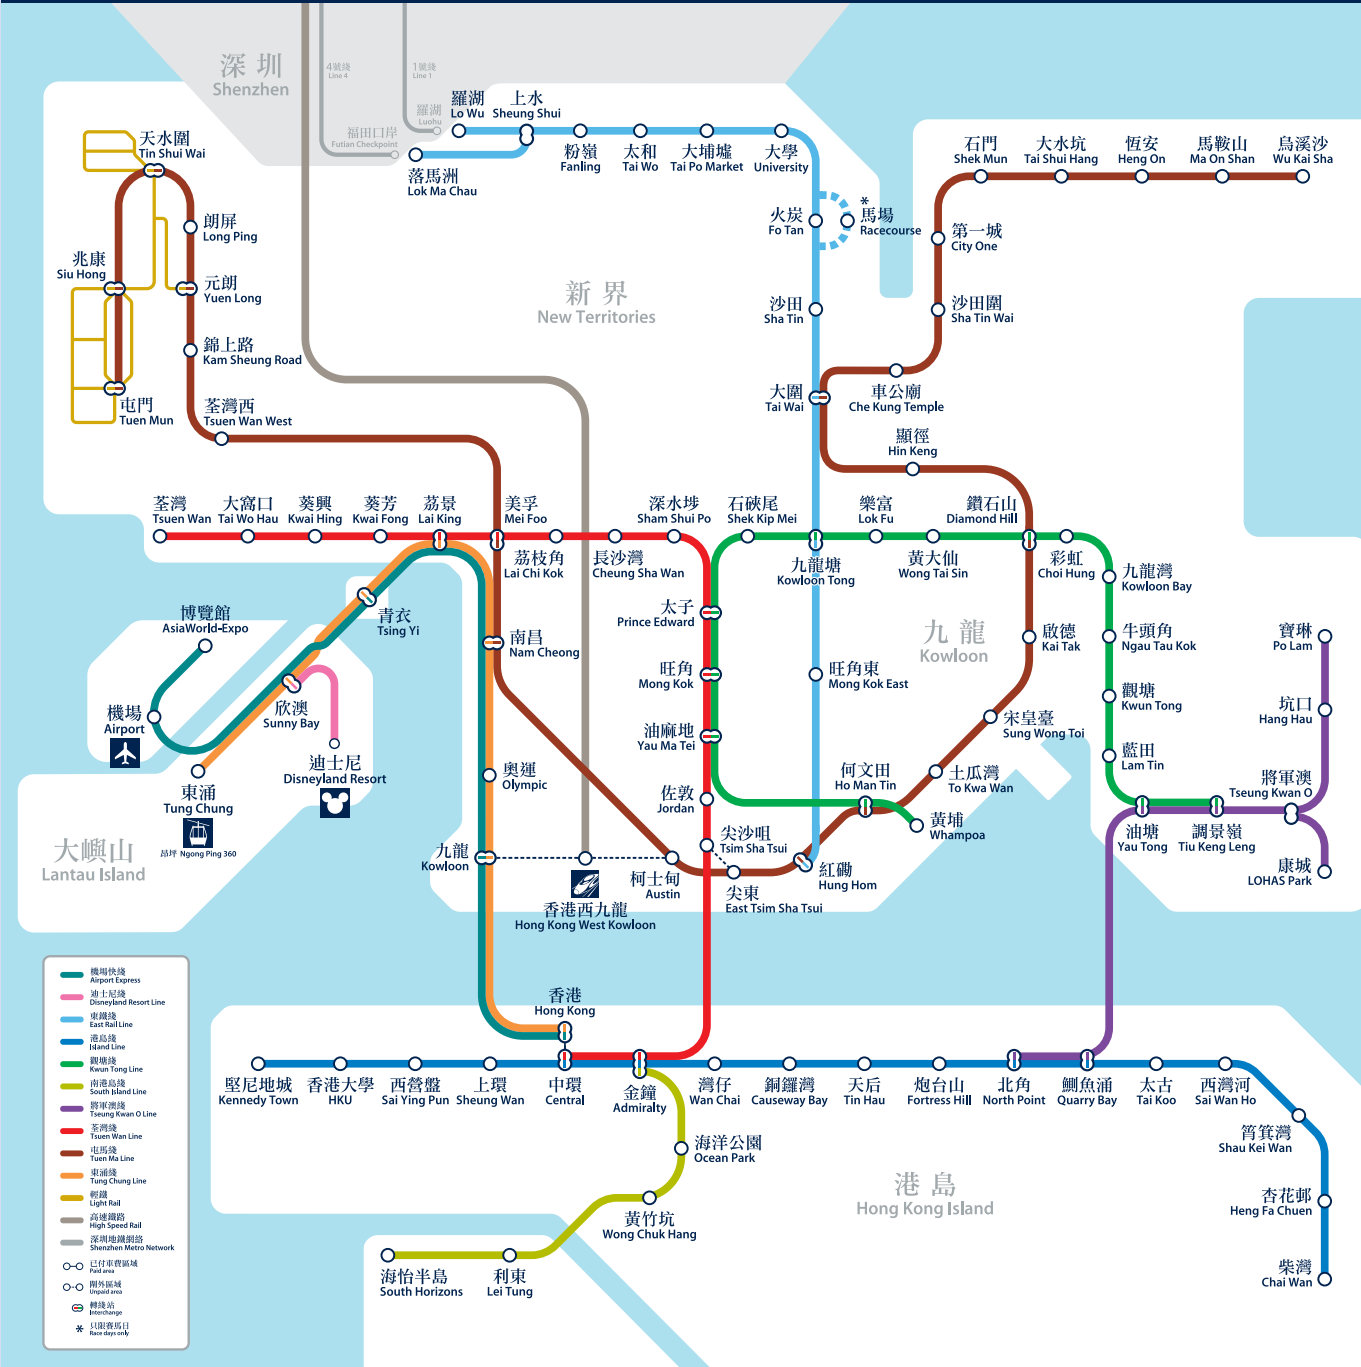 深圳
Shenzhen
4號綫
Line 4
1號綫
Line 1
羅湖
Luohu
福田口岸
Futian Checkpoint
羅湖
Lo Wu
上水
Sheung Shui
落馬洲
Lok Ma Chau
粉嶺
Fanling
太和
Tai Wo
大埔墟
Tai Po Market
大學
University
火炭
Fo Tan
*
馬場
Racecourse
沙田
Sha Tin
大圍
Tai Wai
石門
Shek Mun
大水坑
Tai Shui Hang
恆安
Heng On
馬鞍山
Ma On Shan
烏溪沙
Wu Kai Sha
第一城
City One
沙田圍
Sha Tin Wai
車公廟
Che Kung Temple
顯徑
Hin Keng
天水圍
Tin Shui Wai
朗屏
Long Ping
兆康
Siu Hong
元朗
Yuen Long
錦上路
Kam Sheung Road
屯門
Tuen Mun
荃灣西
Tsuen Wan West
新界
New Territories
荃灣
Tsuen Wan
大窩口
Tai Wo Hau
葵興
Kwai Hing
葵芳
Kwai Fong
荔景
Lai King
美孚
Mei Foo
荔枝角
Lai Chi Kok
長沙灣
Cheung Sha Wan
深水埗
Sham Shui Po
石硤尾
Shek Kip Mei
九龍塘
Kowloon Tong
樂富
Lok Fu
黃大仙
Wong Tai Sin
鑽石山
Diamond Hill
彩虹
Choi Hung
九龍灣
Kowloon Bay
牛頭角
Ngau Tau Kok
觀塘
Kwun Tong
藍田
Lam Tin
油塘
Yau Tong
調景嶺
Tiu Keng Leng
將軍澳
Tseung Kwan O
坑口
Hang Hau
寶琳
Po Lam
康城
LOHAS Park
太子
Prince Edward
旺角
Mong Kok
油麻地
Yau Ma Tei
佐敦
Jordan
尖沙咀
Tsim Sha Tsui
旺角東
Mong Kok East
九龍
Kowloon
啟德
Kai Tak
宋皇臺
Sung Wong Toi
土瓜灣
To Kwa Wan
何文田
Ho Man Tin
黃埔
Whampoa
紅磡
Hung Hom
尖東
East Tsim Sha Tsui
柯士甸
Austin
香港西九龍
Hong Kong West Kowloon
九龍
Kowloon
奧運
Olympic
南昌
Nam Cheong
青衣
Tsing Yi
博覽館
AsiaWorld-Expo
機場
Airport
欣澳
Sunny Bay
迪士尼
Disneyland Resort
東涌
Tung Chung
昂坪 Ngong Ping 360
大嶼山
Lantau Island
香港
Hong Kong
堅尼地城
Kennedy Town
香港大學
HKU
西營盤
Sai Ying Pun
上環
Sheung Wan
中環
Central
金鐘
Admiralty
灣仔
Wan Chai
銅鑼灣
Causeway Bay
天后
Tin Hau
炮台山
Fortress Hill
北角
North Point
鰂魚涌
Quarry Bay
太古
Tai Koo
西灣河
Sai Wan Ho
筲箕灣
Shau Kei Wan
杏花邨
Heng Fa Chuen
柴灣
Chai Wan
海洋公園
Ocean Park
黃竹坑
Wong Chuk Hang
利東
Lei Tung
海怡半島
South Horizons
港島
Hong Kong Island
機場快綫
Airport Express
迪士尼綫
Disneyland Resort Line
東鐵綫
East Rail Line
港島綫
Island Line
觀塘綫
Kwun Tong Line
南港島綫
South Island Line
將軍澳綫
Tseung Kwan O Line
荃灣綫
Tsuen Wan Line
屯馬綫
Tuen Ma Line
東涌綫
Tung Chung Line
輕鐵
Light Rail
高速鐵路
High Speed Rail
深圳地鐵網絡
Shenzhen Metro Network
已付車費區域
Paid area
閘外區域
Unpaid area
轉綫站
Interchange
* 只限賽馬日
Race days only